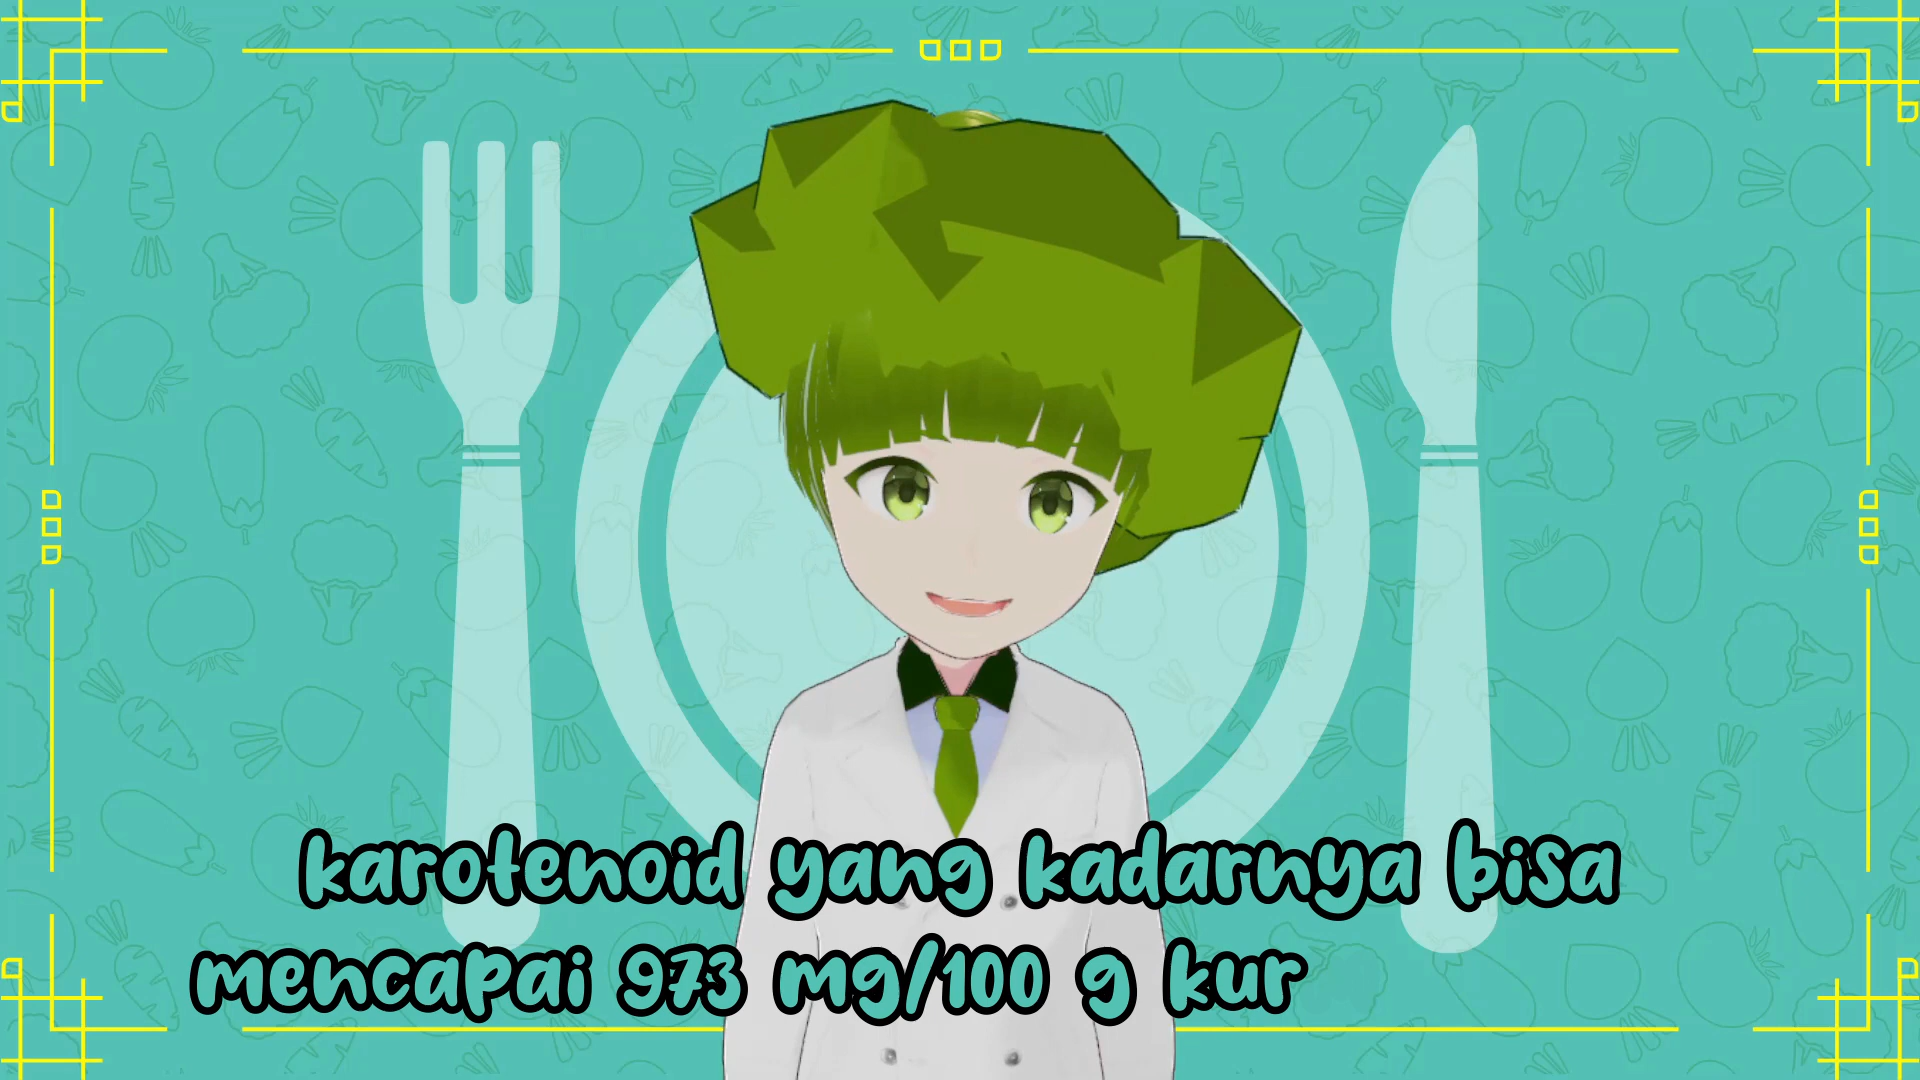 karotenoid yang kadarnya bisa
mencapai 973 mg/100 g kur